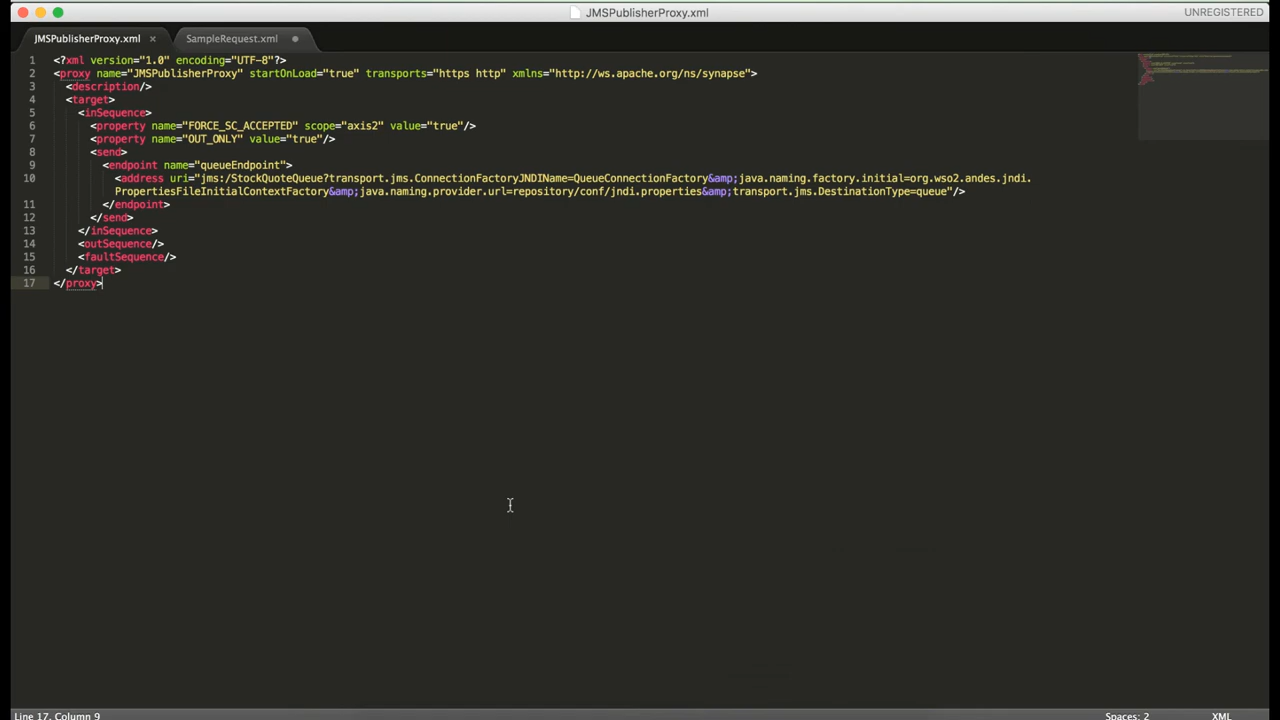 JMSPublisherProxy.xml
UNREGISTERED
JMSPublisherProxy.xml ×
SampleRequest.xml
1 <?xml version="1.0" encoding="UTF-8"?>
2 <proxy name="JMSPublisherProxy" startOnLoad="true" transports="https http" xmlns="http://ws.apache.org/ns/synapse">
3 <description/>
4 <target>
5 <inSequence>
6 <property name="FORCE_SC_ACCEPTED" scope="axis2" value="true"/>
7 <property name="OUT_ONLY" value="true"/>
8 <send>
9 <endpoint name="queueEndpoint">
10 <address uri="jms:/StockQuoteQueue?transport.jms.ConnectionFactoryJNDIName=QueueConnectionFactory&amp;java.naming.factory.initial=org.wso2.andes.jndi.
PropertiesFileInitialContextFactory&amp;java.naming.provider.url=repository/conf/jndi.properties&amp;transport.jms.DestinationType=queue"/>
11 </endpoint>
12 </send>
13 </inSequence>
14 <outSequence/>
15 <faultSequence/>
16 </target>
17 </proxy>
Line 17, Column 9
Spaces: 2
XML